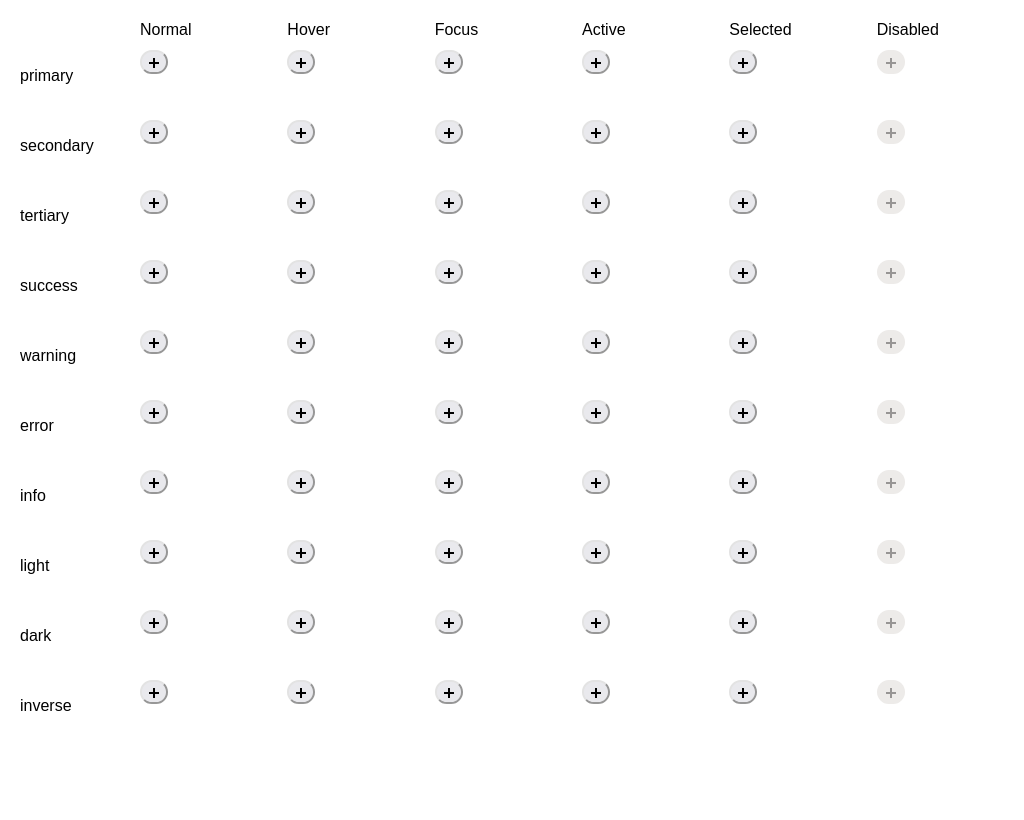 Normal Hover Focus Active Selected Disabled
primary + + + + + +
secondary + + + + + +
tertiary + + + + + +
success + + + + + +
warning + + + + + +
error + + + + + +
info + + + + + +
light + + + + + +
dark + + + + + +
inverse + + + + + +